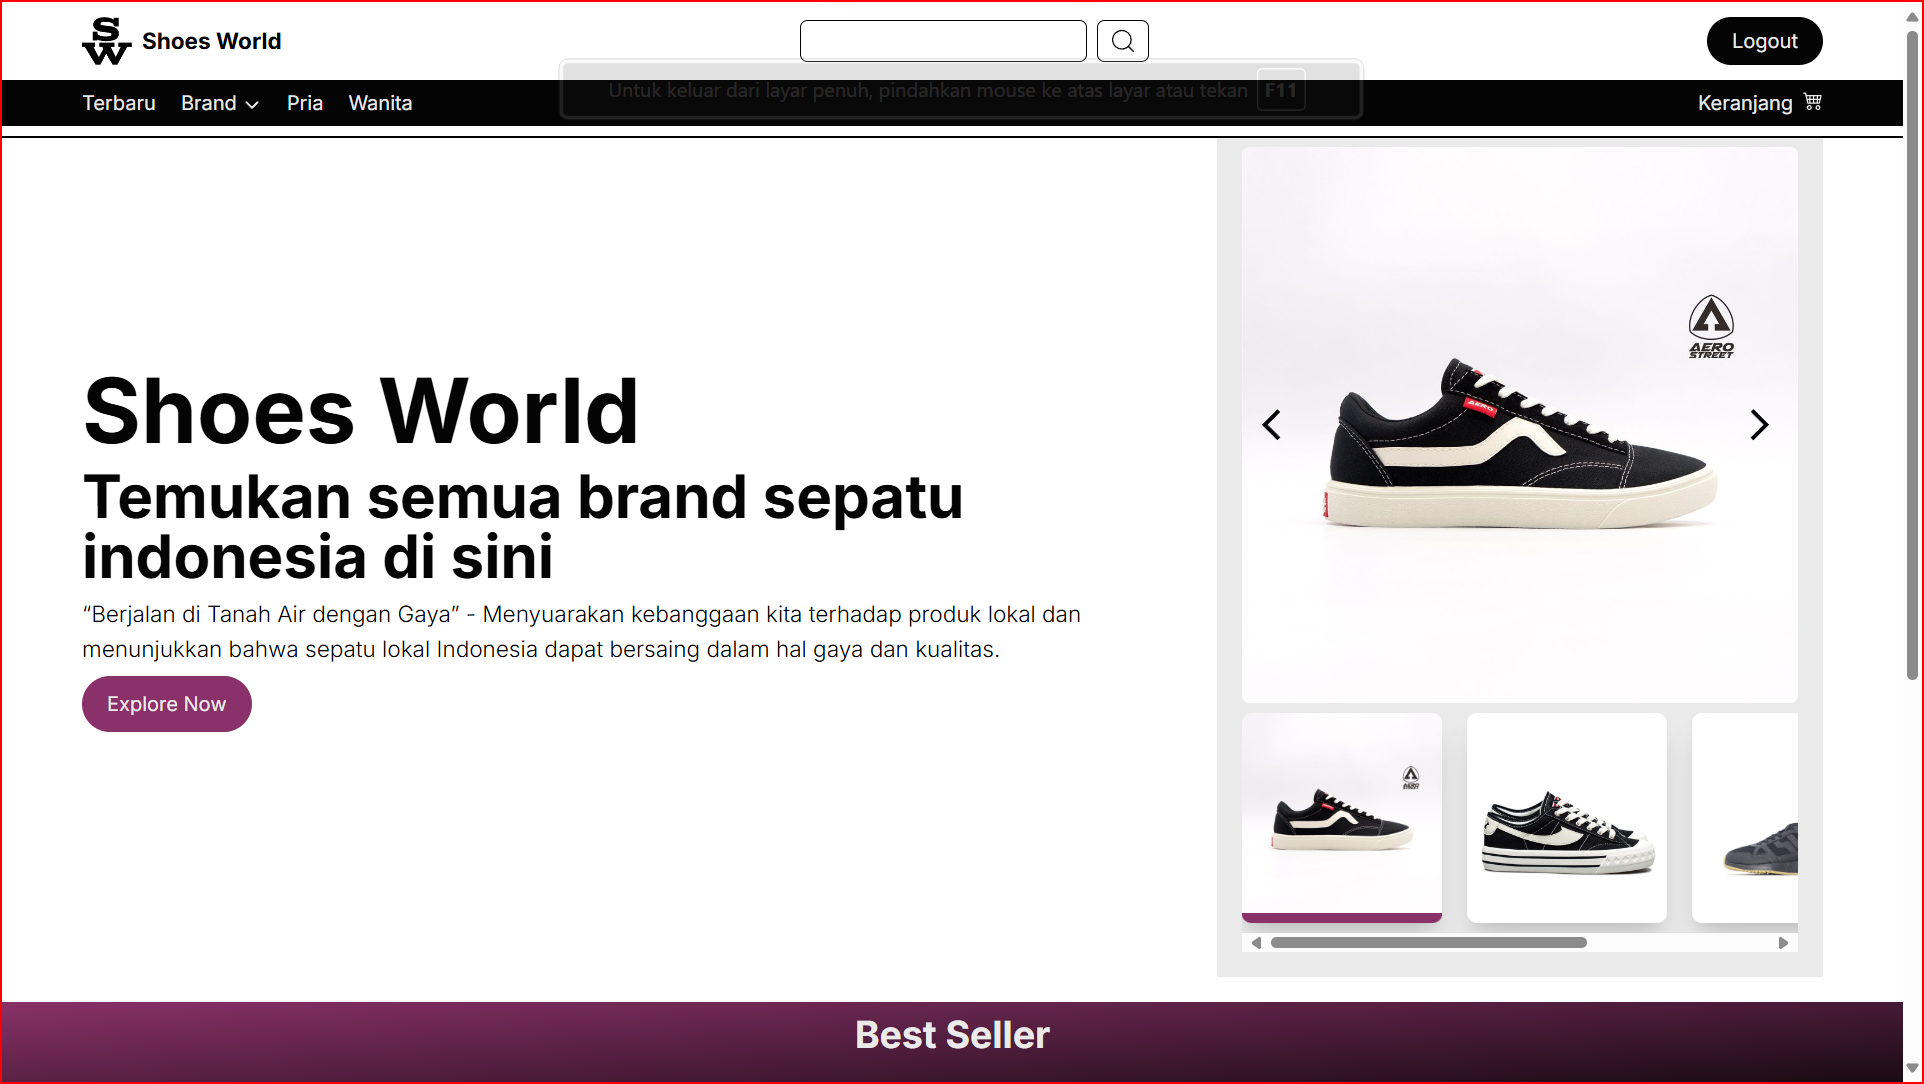 SW Shoes World
Logout
Untuk keluar dari layar penuh, pindahkan mouse ke atas layar atau tekan F11
Terbaru Brand Pria Wanita
Keranjang
AERO
STREET
AERO
Shoes World
Temukan semua brand sepatu
indonesia di sini
“Berjalan di Tanah Air dengan Gaya” - Menyuarakan kebanggaan kita terhadap produk lokal dan
menunjukkan bahwa sepatu lokal Indonesia dapat bersaing dalam hal gaya dan kualitas.
Explore Now
AERO
STREET
Best Seller